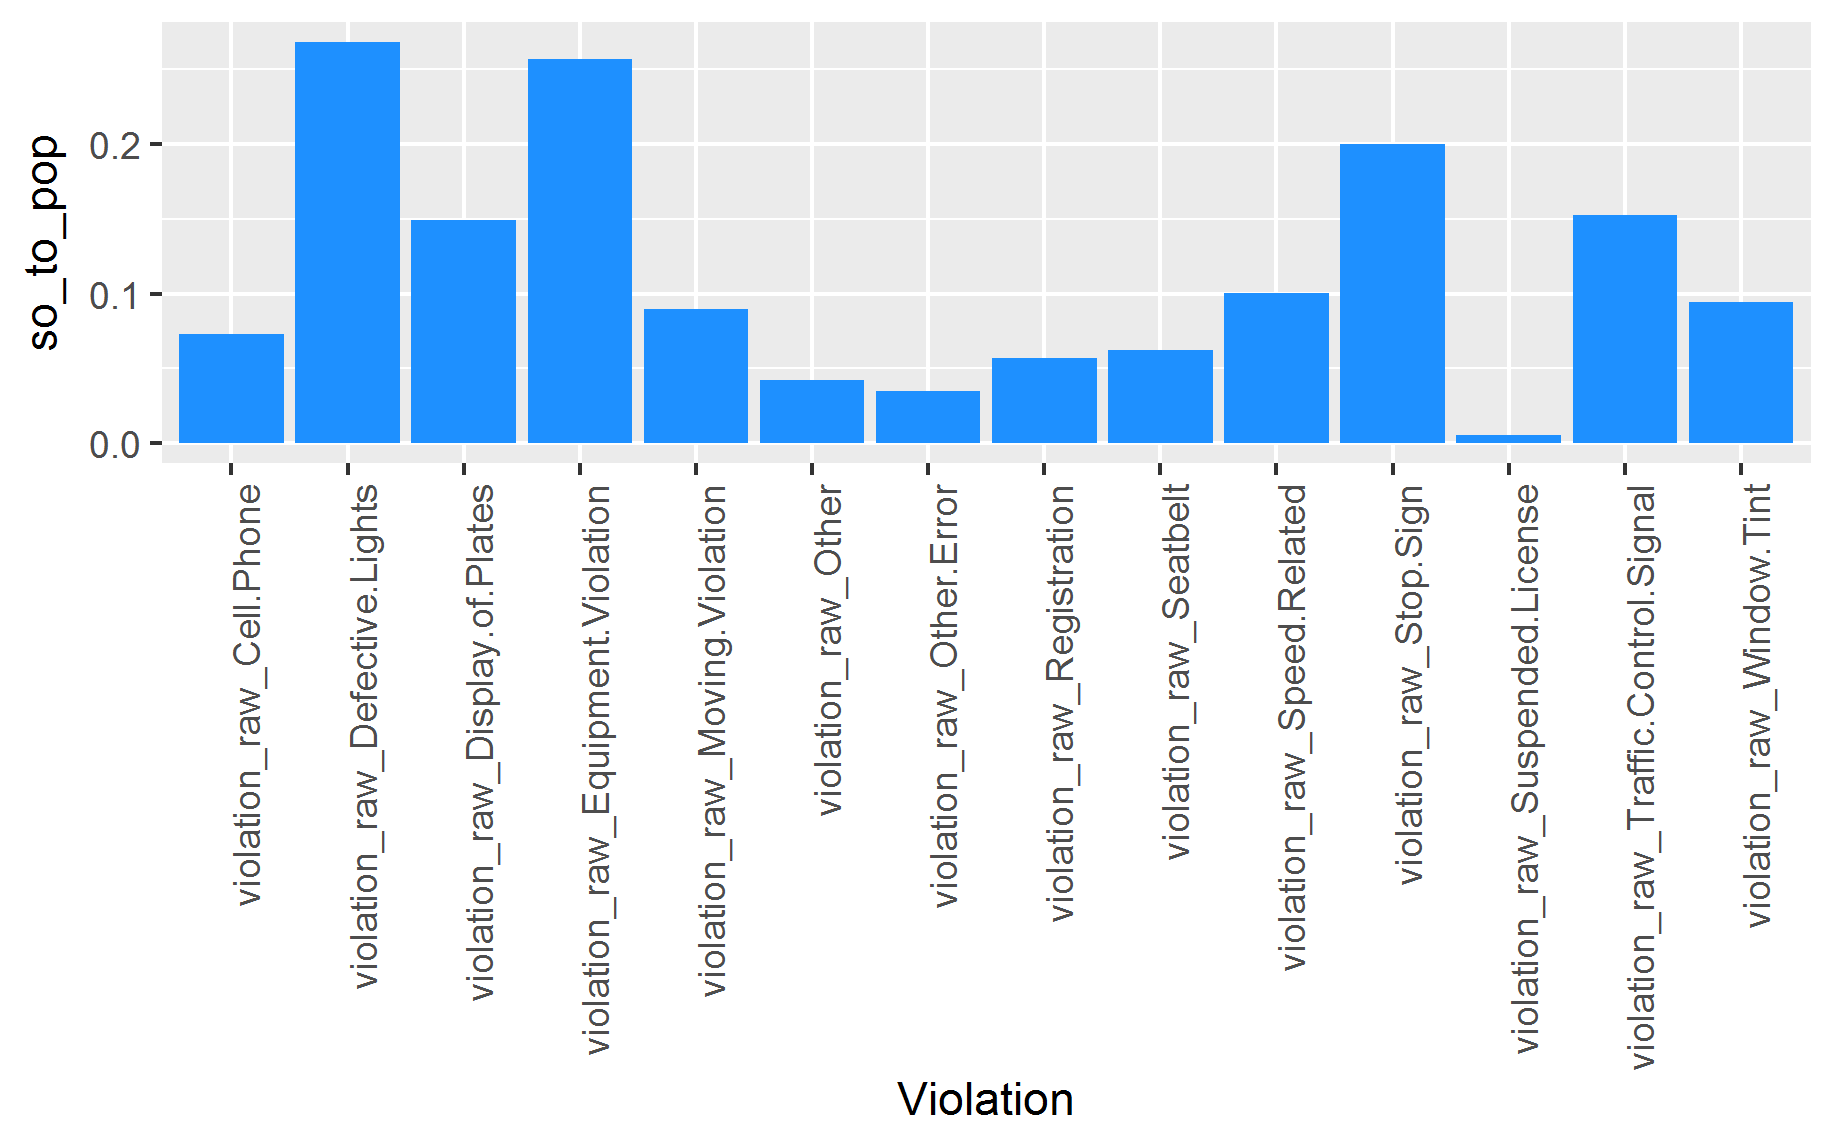 so_to_pop
0.2
0.1
0.0
violation_raw_Cell.Phone
violation_raw_Defective.Lights
violation_raw_Display.of.Plates
violation_raw_Equipment.Violation
violation_raw_Moving.Violation
violation_raw_Other
violation_raw_Other.Error
violation_raw_Registration
violation_raw_Seatbelt
violation_raw_Speed.Related
violation_raw_Stop.Sign
violation_raw_Suspended.License
violation_raw_Traffic.Control.Signal
violation_raw_Window.Tint
Violation